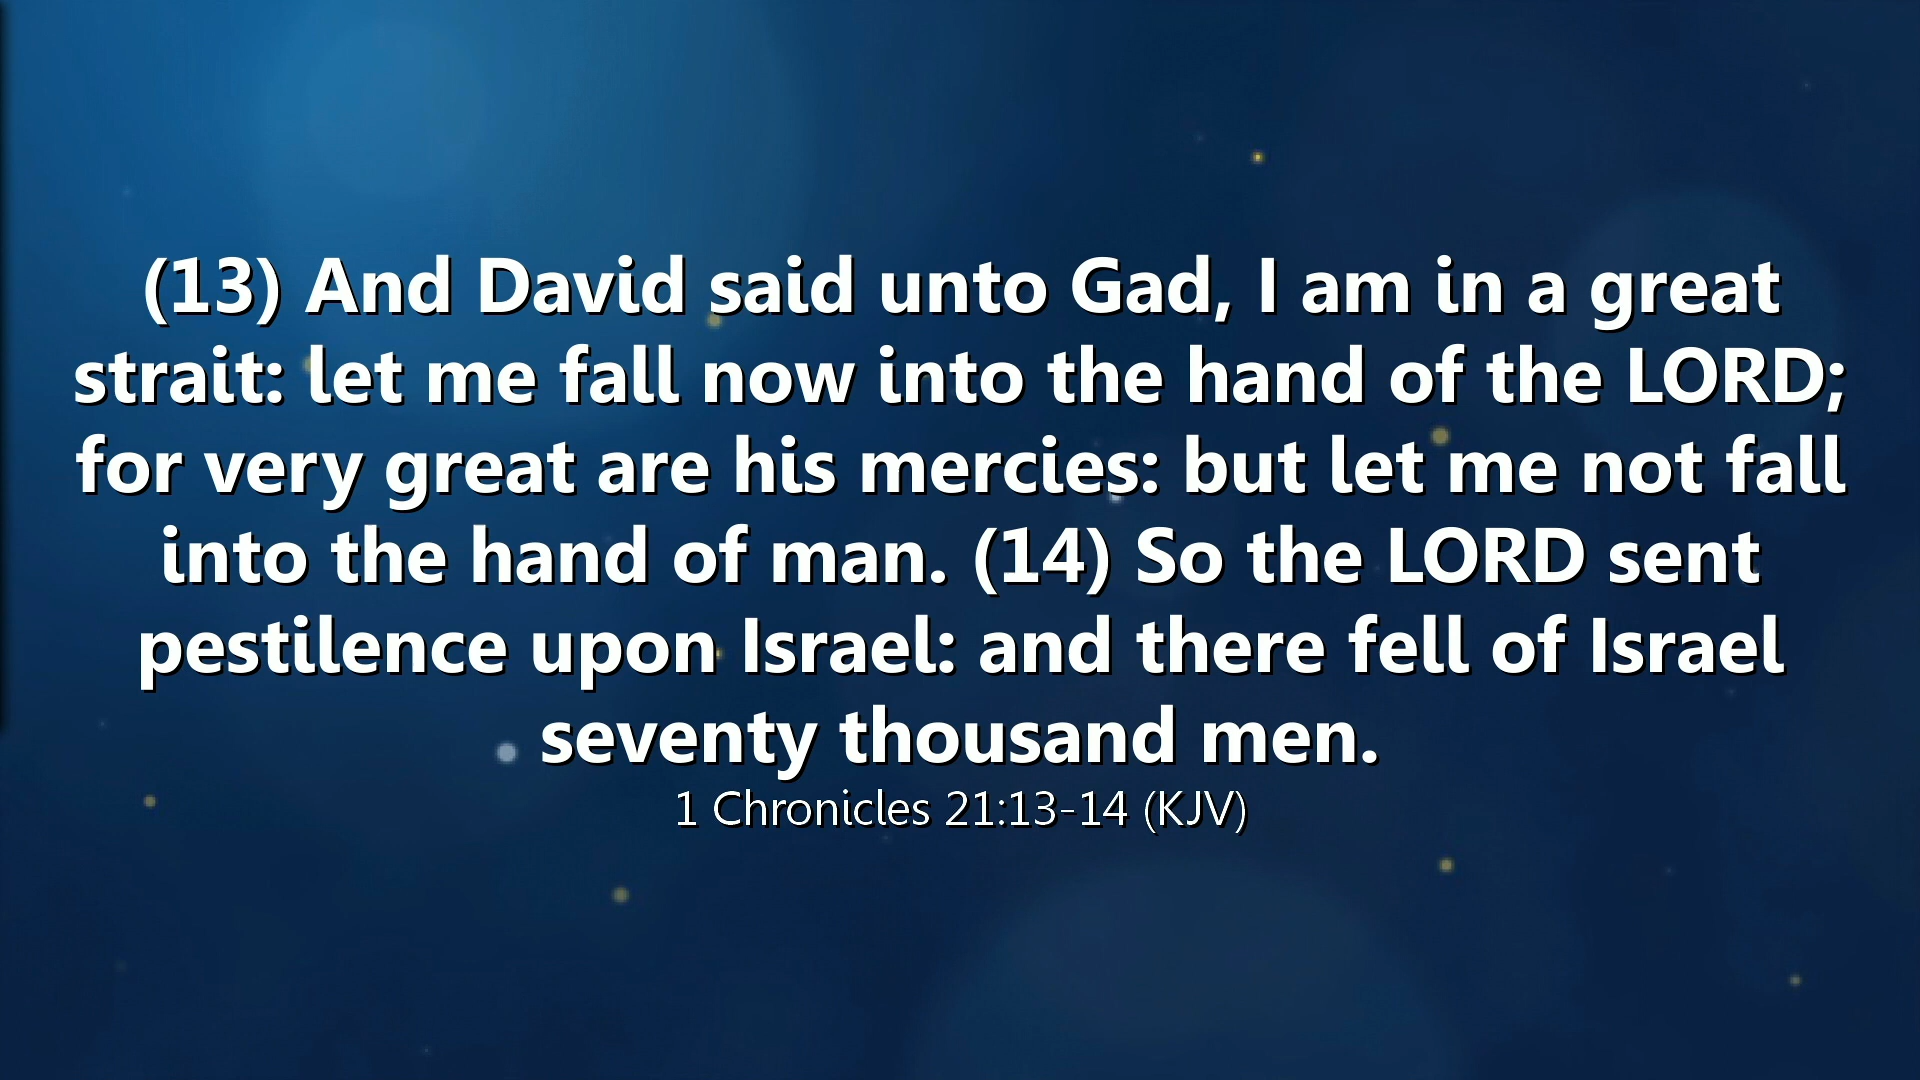 (13) And David said unto Gad, I am in a great
strait: let me fall now into the hand of the LORD;
for very great are his mercies: but let me not fall
into the hand of man. (14) So the LORD sent
pestilence upon Israel: and there fell of Israel
seventy thousand men.
1 Chronicles 21:13-14 (KJV)